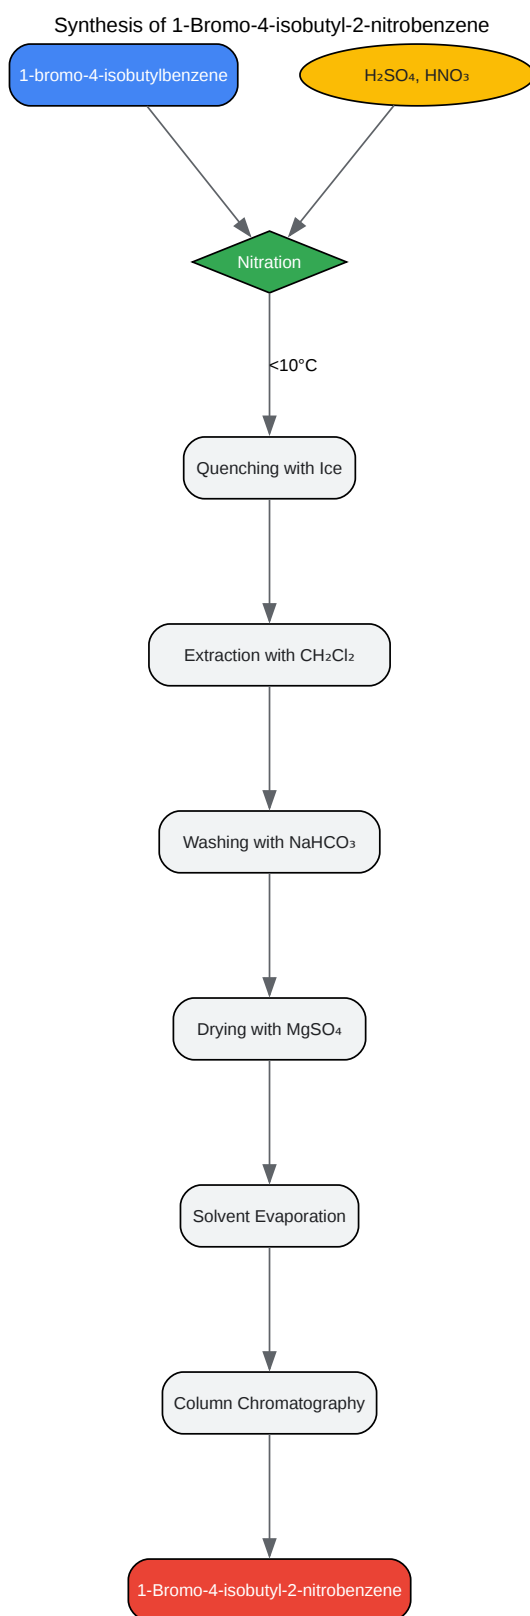 Synthesis of 1-Bromo-4-isobutyl-2-nitrobenzene
1-bromo-4-isobutylbenzene
H₂SO₄, HNO₃
Nitration
<10°C
Quenching with Ice
Extraction with CH₂Cl₂
Washing with NaHCO₃
Drying with MgSO₄
Solvent Evaporation
Column Chromatography
1-Bromo-4-isobutyl-2-nitrobenzene